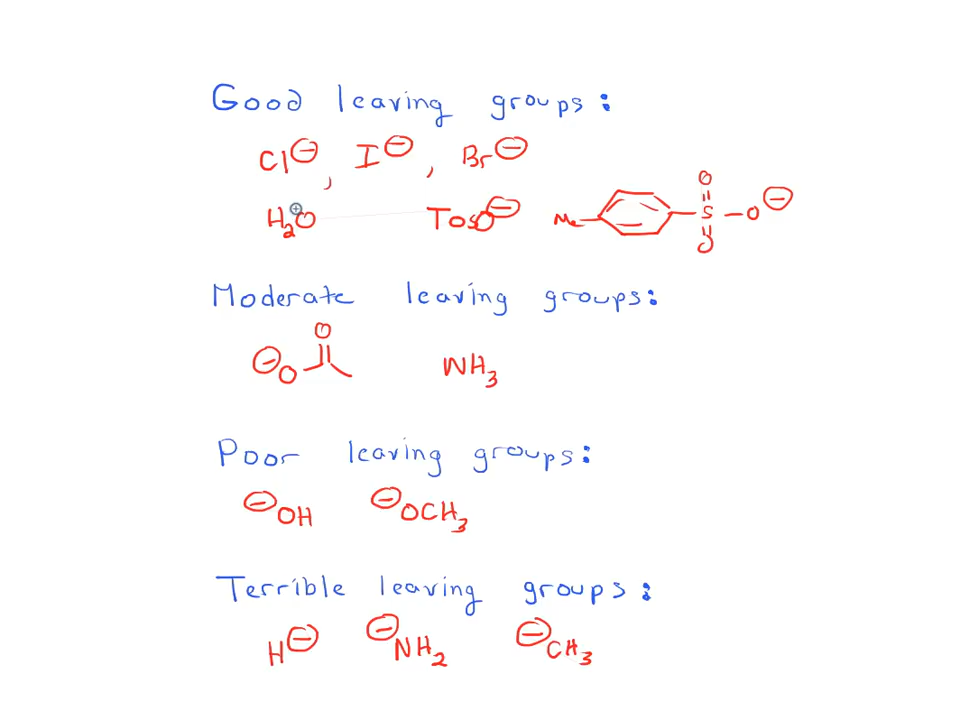 Good leaving groups:
Cl⊖, I⊖, Br⊖
H₂O TosO⊖ Me S O O O ⊖
Moderate leaving groups:
⊖O O NH₃
Poor leaving groups:
⊖OH ⊖OCH₃
Terrible leaving groups:
H⊖ ⊖NH₂ ⊖CH₃